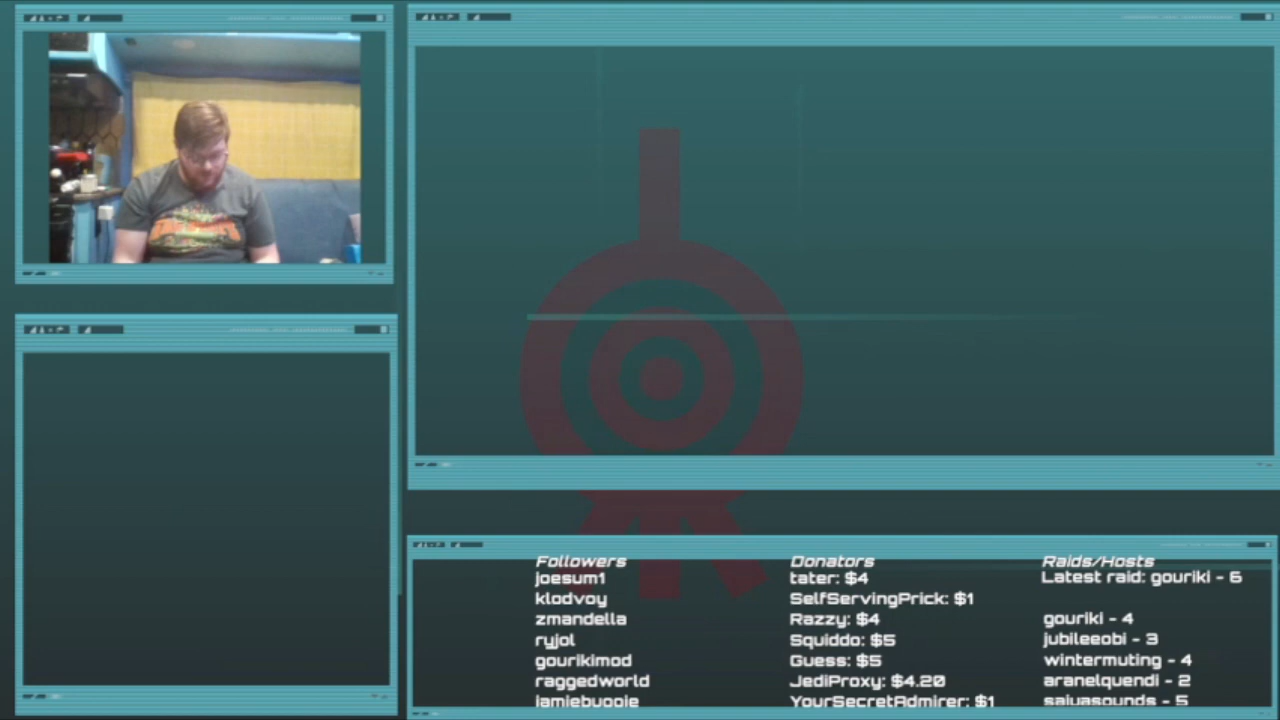 Followers
joesum1
klodvoy
zmandella
ryjol
gourikimod
raggedworld
jamiebuggie
Donators
tater: $4
SelfServingPrick: $1
Razzy: $4
Squiddo: $5
Guess: $5
JediProxy: $4.20
YourSecretAdmirer: $1
Raids/Hosts
Latest raid: gouriki - 6
gouriki - 4
jubileeobi - 3
wintermuting - 4
aranelquendi - 2
saiyasounds - 5